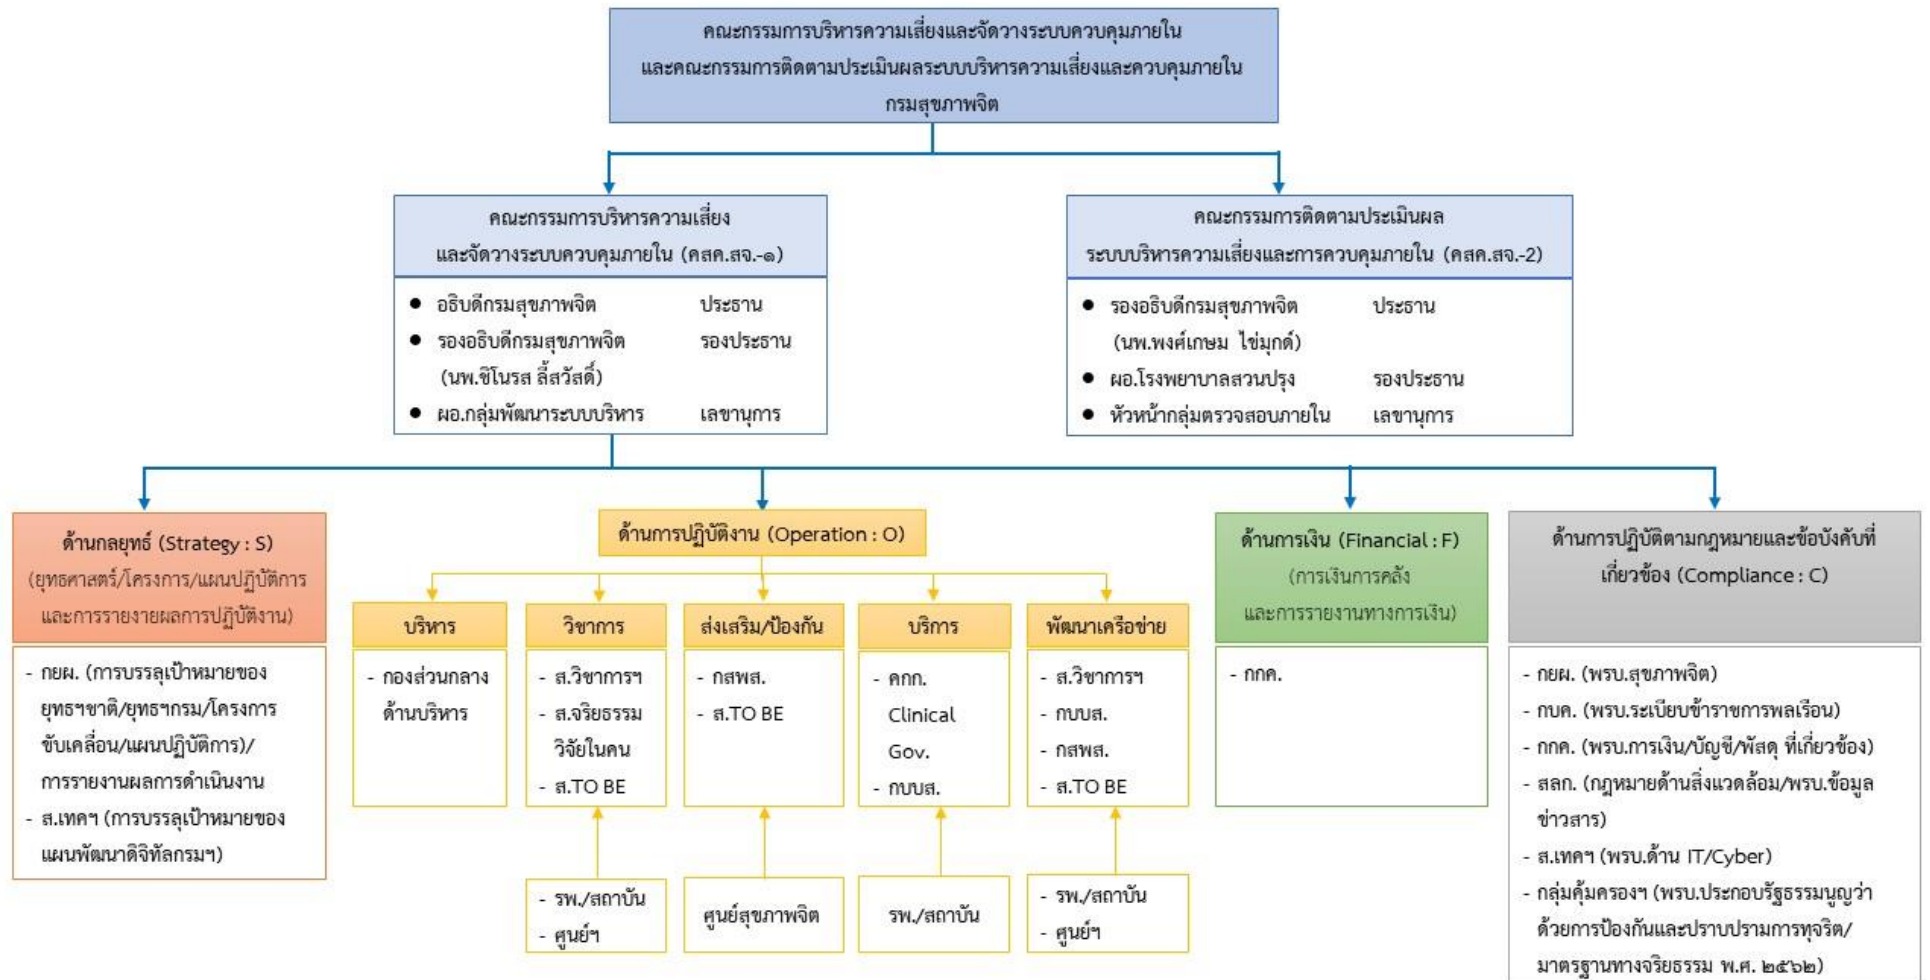 คณะกรรมการบริหารความเสี่ยงและจัดวางระบบควบคุมภายใน
และคณะกรรมการติดตามประเมินผลระบบบริหารความเสี่ยงและควบคุมภายใน
กรมสุขภาพจิต
คณะกรรมการบริหารความเสี่ยง
และจัดวางระบบควบคุมภายใน (คสค.สจ.-๑)
● อธิบดีกรมสุขภาพจิต ประธาน
● รองอธิบดีกรมสุขภาพจิต รองประธาน
(นพ.ชิโนรส ลี้สวัสดิ์)
● ผอ.กลุ่มพัฒนาระบบบริหาร เลขานุการ
คณะกรรมการติดตามประเมินผล
ระบบบริหารความเสี่ยงและการควบคุมภายใน (คสค.สจ.-2)
● รองอธิบดีกรมสุขภาพจิต ประธาน
(นพ.พงศ์เกษม ไข่มุกด์)
● ผอ.โรงพยาบาลสวนปรุง รองประธาน
● หัวหน้ากลุ่มตรวจสอบภายใน เลขานุการ
ด้านกลยุทธ์ (Strategy : S)
(ยุทธศาสตร์/โครงการ/แผนปฏิบัติการ
และการรายงายผลการปฏิบัติงาน)
- กยผ. (การบรรลุเป้าหมายของ
ยุทธฯชาติ/ยุทธฯกรม/โครงการ
ขับเคลื่อน/แผนปฏิบัติการ)/
การรายงานผลการดำเนินงาน
- ส.เทคฯ (การบรรลุเป้าหมายของ
แผนพัฒนาดิจิทัลกรมฯ)
ด้านการปฏิบัติงาน (Operation : O)
บริหาร
- กองส่วนกลาง
ด้านบริหาร
วิชาการ
- ส.วิชาการฯ
- ส.จริยธรรม
วิจัยในคน
- ส.TO BE
- รพ./สถาบัน
- ศูนย์ฯ
ส่งเสริม/ป้องกัน
- กสพส.
- ส.TO BE
ศูนย์สุขภาพจิต
บริการ
- คกก.
Clinical
Gov.
- กบบส.
รพ./สถาบัน
พัฒนาเครือข่าย
- ส.วิชาการฯ
- กบบส.
- กสพส.
- ส.TO BE
- รพ./สถาบัน
- ศูนย์ฯ
ด้านการเงิน (Financial : F)
(การเงินการคลัง
และการรายงานทางการเงิน)
- กกค.
ด้านการปฏิบัติตามกฎหมายและข้อบังคับที่
เกี่ยวข้อง (Compliance : C)
- กยผ. (พรบ.สุขภาพจิต)
- กบค. (พรบ.ระเบียบข้าราชการพลเรือน)
- กกค. (พรบ.การเงิน/บัญชี/พัสดุ ที่เกี่ยวข้อง)
- สลก. (กฎหมายด้านสิ่งแวดล้อม/พรบ.ข้อมูล
ข่าวสาร)
- ส.เทคฯ (พรบ.ด้าน IT/Cyber)
- กลุ่มคุ้มครองฯ (พรบ.ประกอบรัฐธรรมนูญว่า
ด้วยการป้องกันและปราบปรามการทุจริต/
มาตรฐานทางจริยธรรม พ.ศ. ๒๕๖๒)